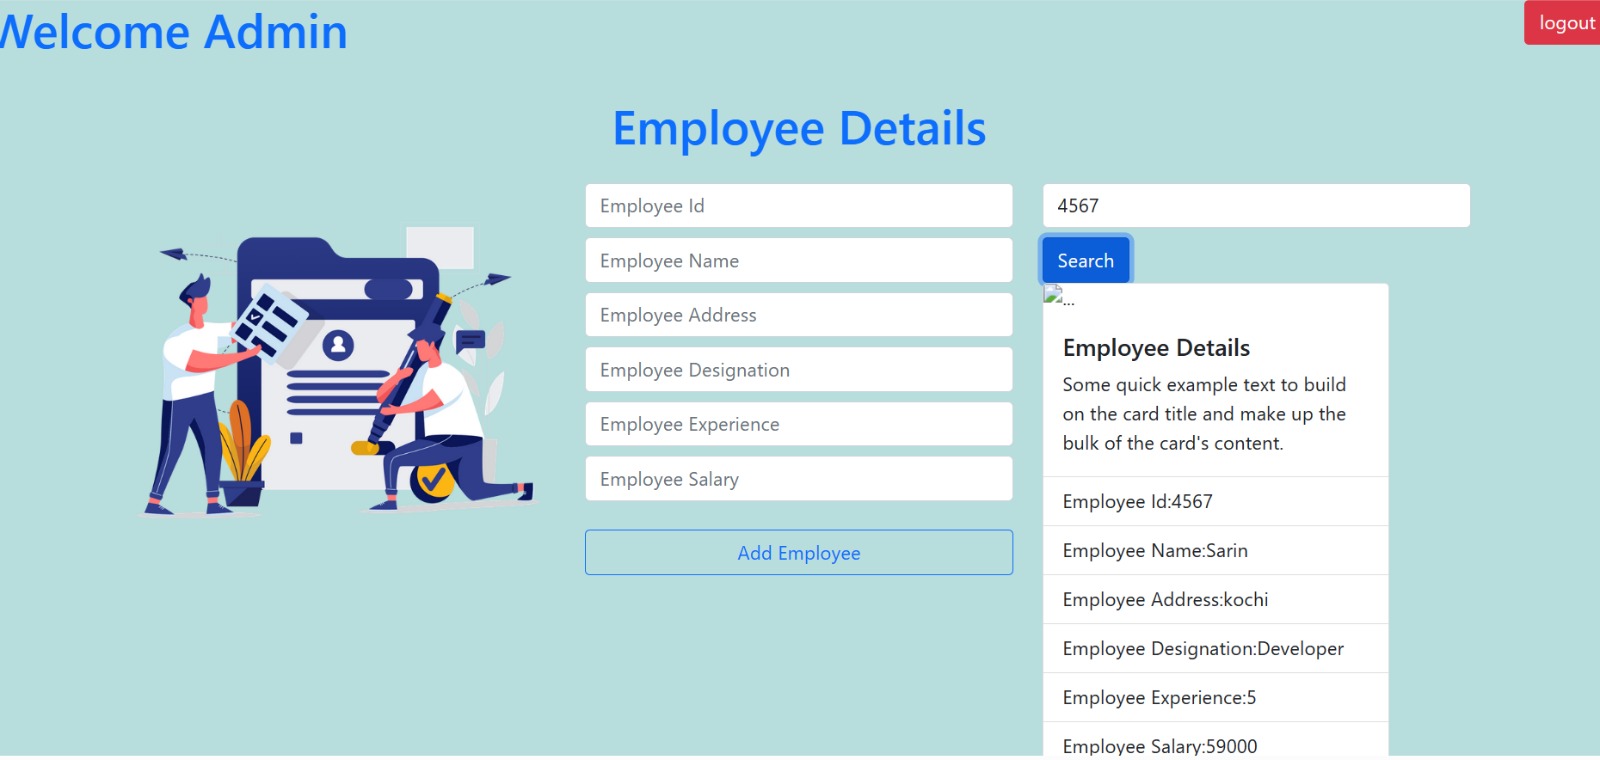 Welcome Admin
logout
Employee Details
Employee Id
Employee Name
Employee Address
Employee Designation
Employee Experience
Employee Salary
Add Employee
4567
Search
...
Employee Details
Some quick example text to build
on the card title and make up the
bulk of the card's content.
Employee Id:4567
Employee Name:Sarin
Employee Address:kochi
Employee Designation:Developer
Employee Experience:5
Employee Salary:59000